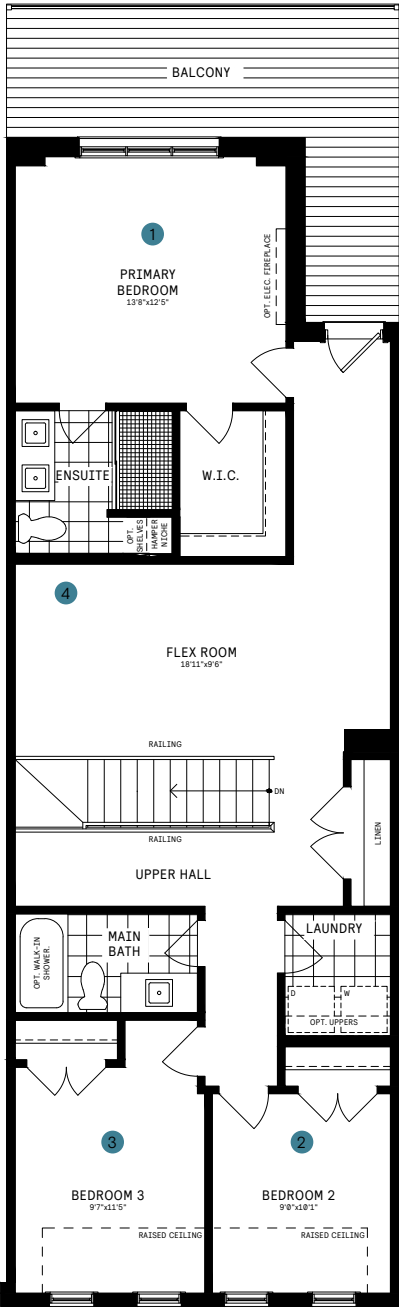 BALCONY
1
PRIMARY
BEDROOM
13'8"x12'5"
OPT. ELEC. FIREPLACE
ENSUITE
W.I.C.
OPT.
SHELVES
HAMPER
NICHE
4
FLEX ROOM
18'11"x9'6"
RAILING
DN
RAILING
LINEN
UPPER HALL
MAIN
BATH
OPT. WALK-IN
SHOWER.
LAUNDRY
D
W
OPT. UPPERS
3
2
BEDROOM 3
9'7"x11'5"
BEDROOM 2
9'0"x10'1"
RAISED CEILING
RAISED CEILING